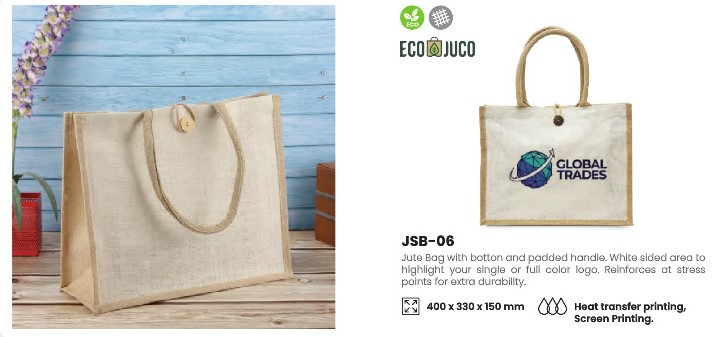 ECO
ECO JUCO
GLOBAL
TRADES
JSB-06
Jute Bag with botton and padded handle. White sided area to
highlight your single or full color logo. Reinforces at stress
points for extra durability.
400 x 330 x 150 mm
Heat transfer printing,
Screen Printing.